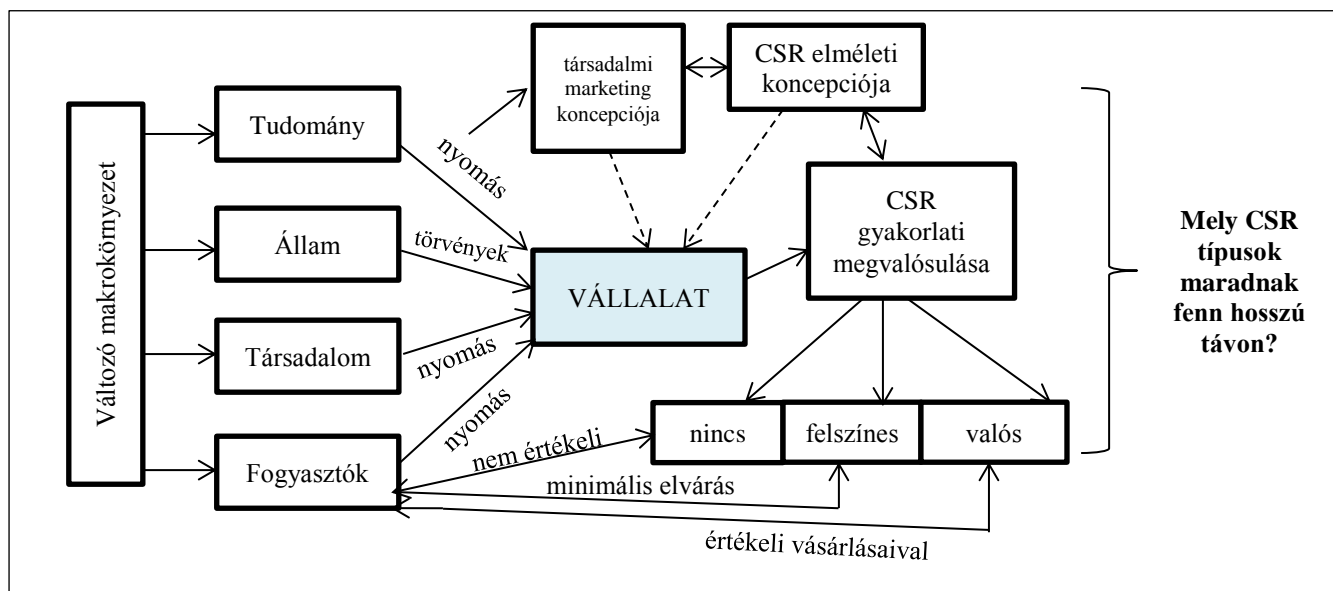 Változó makrokörnyezet
Tudomány
Állam
Társadalom
Fogyasztók
nyomás
törvények
nyomás
nyomás
társadalmi
marketing
koncepciója
CSR elméleti
koncepciója
VÁLLALAT
CSR
gyakorlati
megvalósulása
nincs
felszínes
valós
nem értékeli
minimális elvárás
értékeli vásárlásaival
Mely CSR
típusok
maradnak
fenn hosszú
távon?